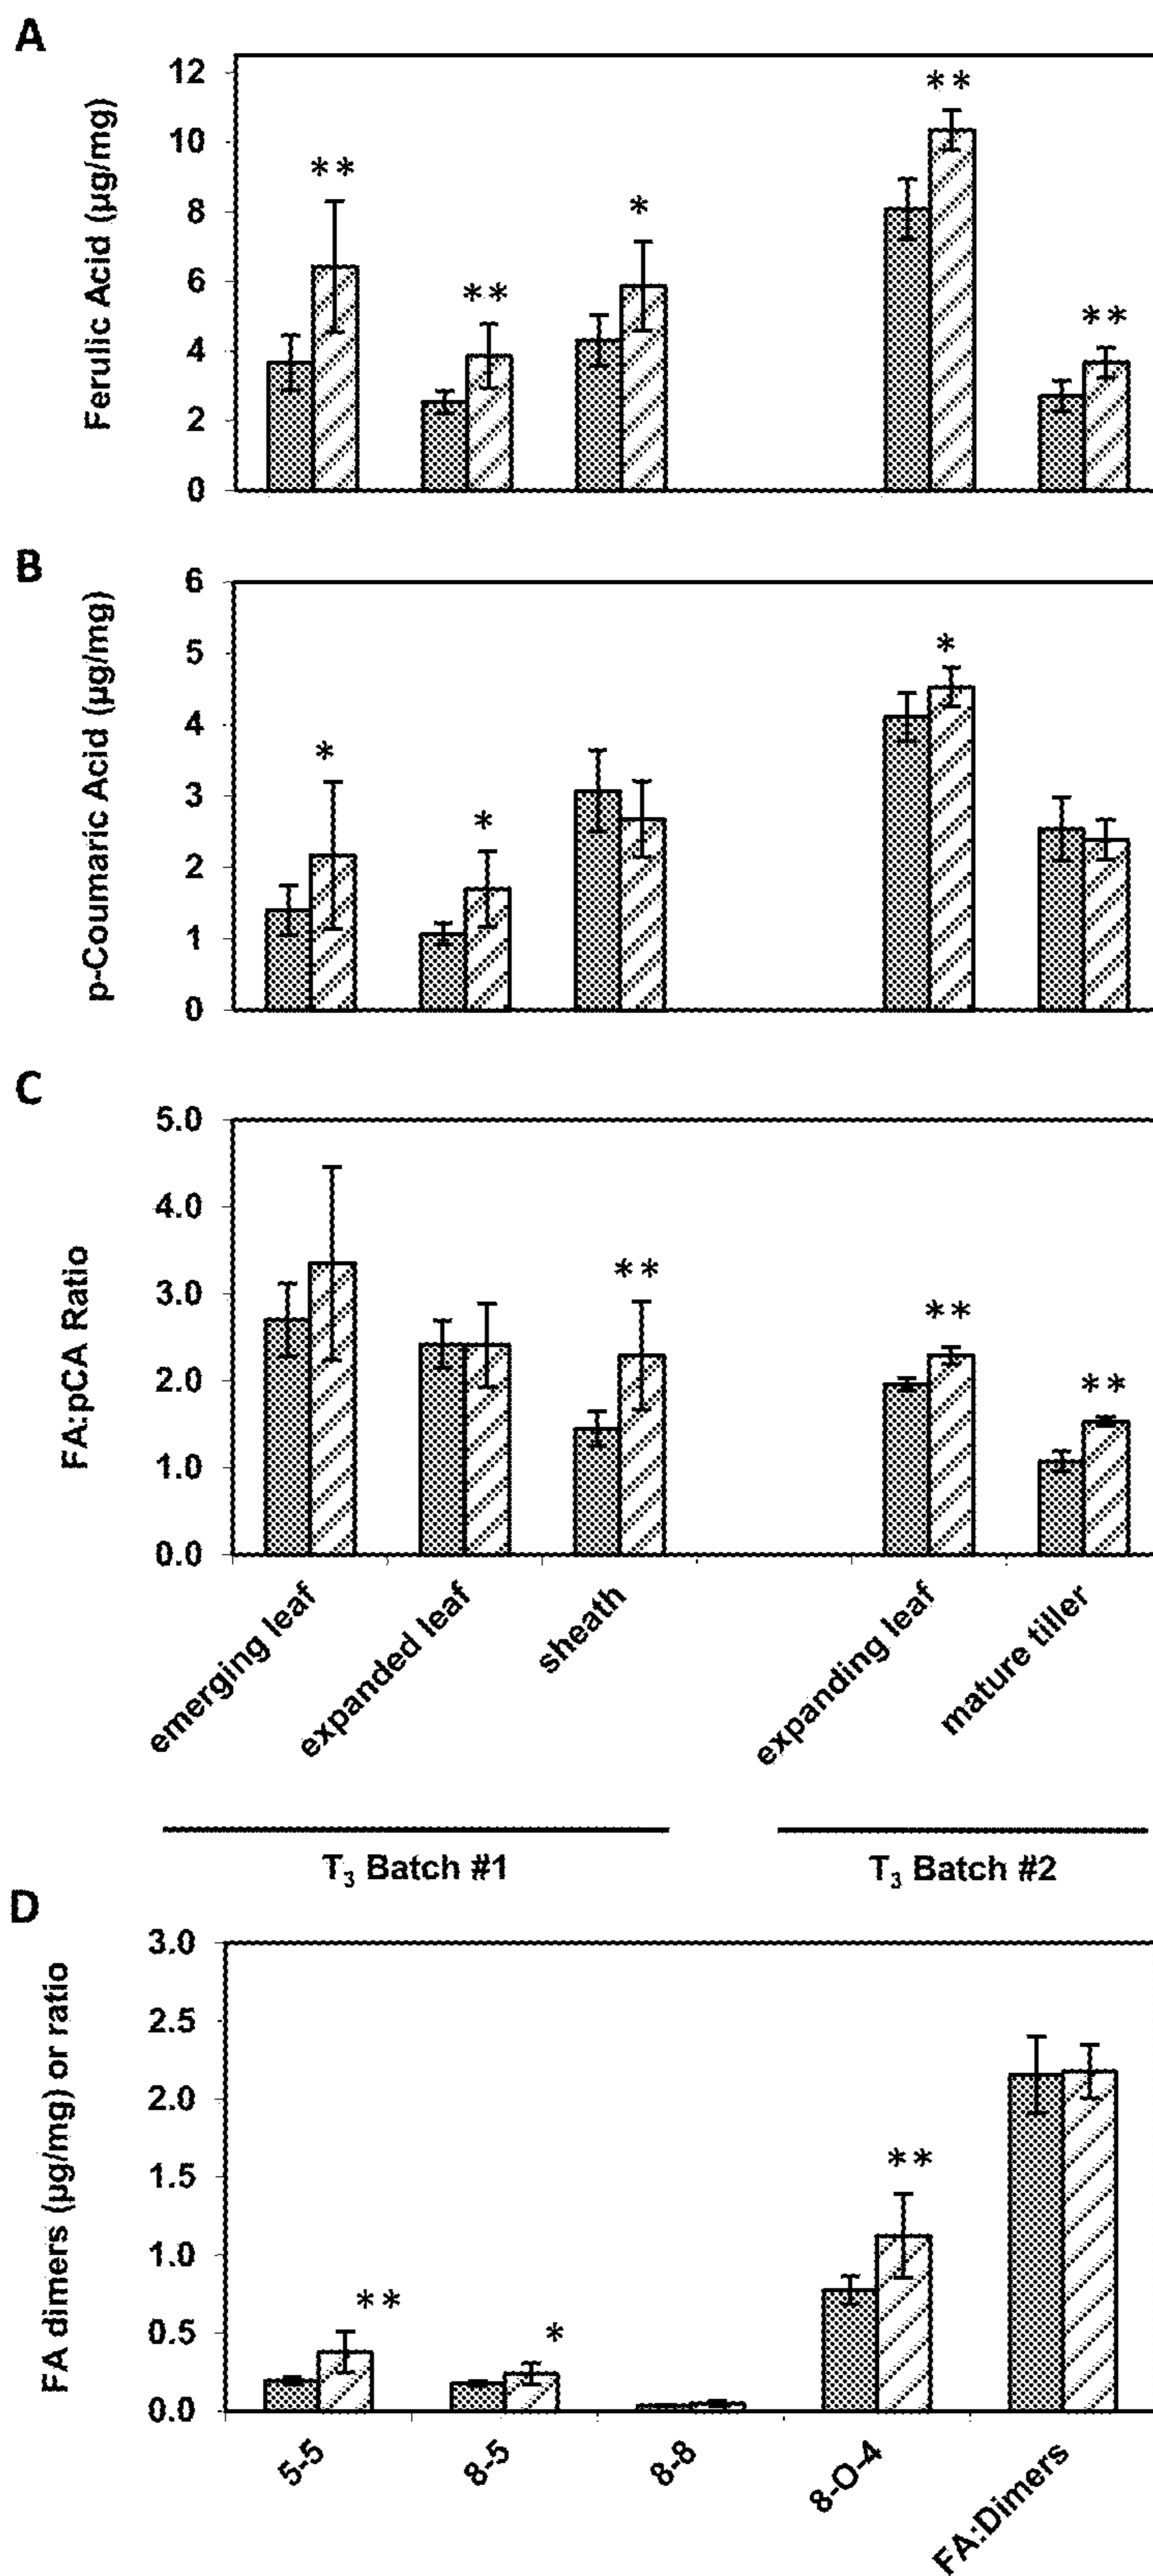 A
Ferulic Acid (µg/mg)
12
10
8
6
4
2
0
**
**
*
**
**
B
p-Coumaric Acid (µg/mg)
6
5
4
3
2
1
0
*
*
*
C
FA:pCA Ratio
5.0
4.0
3.0
2.0
1.0
0.0
**
**
**
emerging leaf
expanded leaf
sheath
expanding leaf
mature tiller
T3 Batch #1
T3 Batch #2
D
FA dimers (µg/mg) or ratio
3.0
2.5
2.0
1.5
1.0
0.5
0.0
**
*
**
5-5
8-5
8-8
8-O-4
FA:Dimers